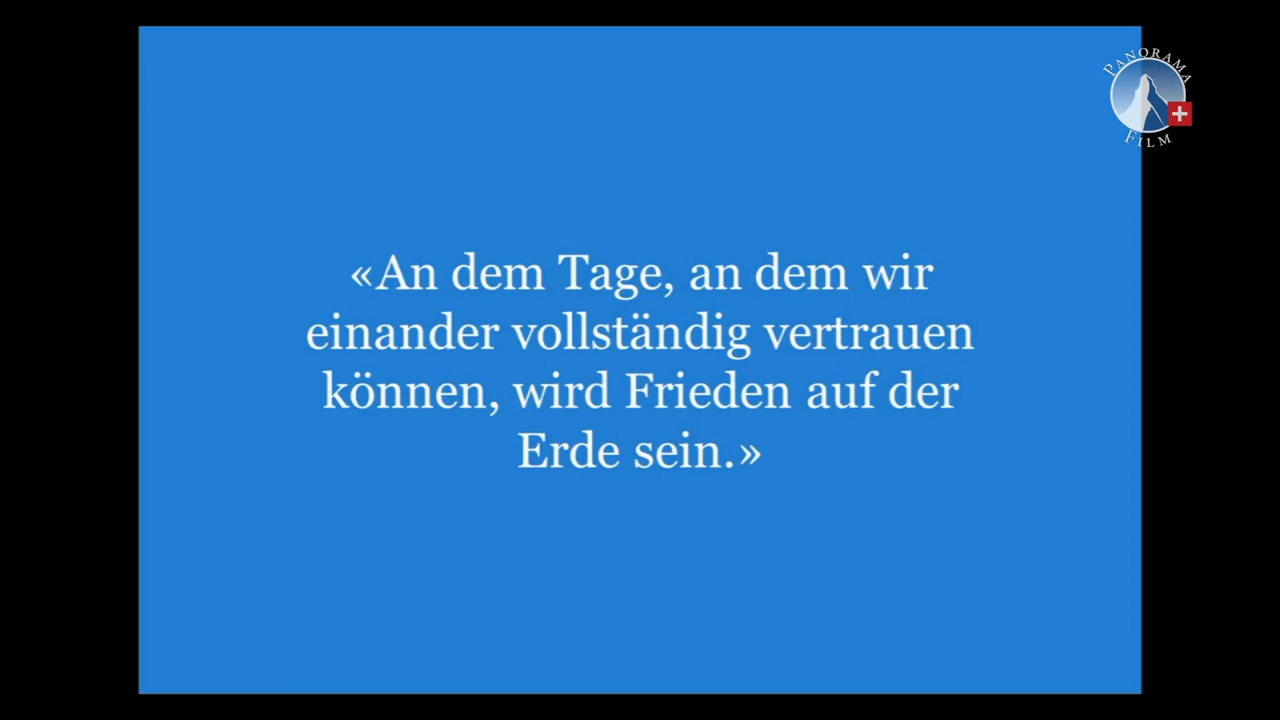 PANORAMA
FILM
«An dem Tage, an dem wir
einander vollständig vertrauen
können, wird Frieden auf der
Erde sein.»